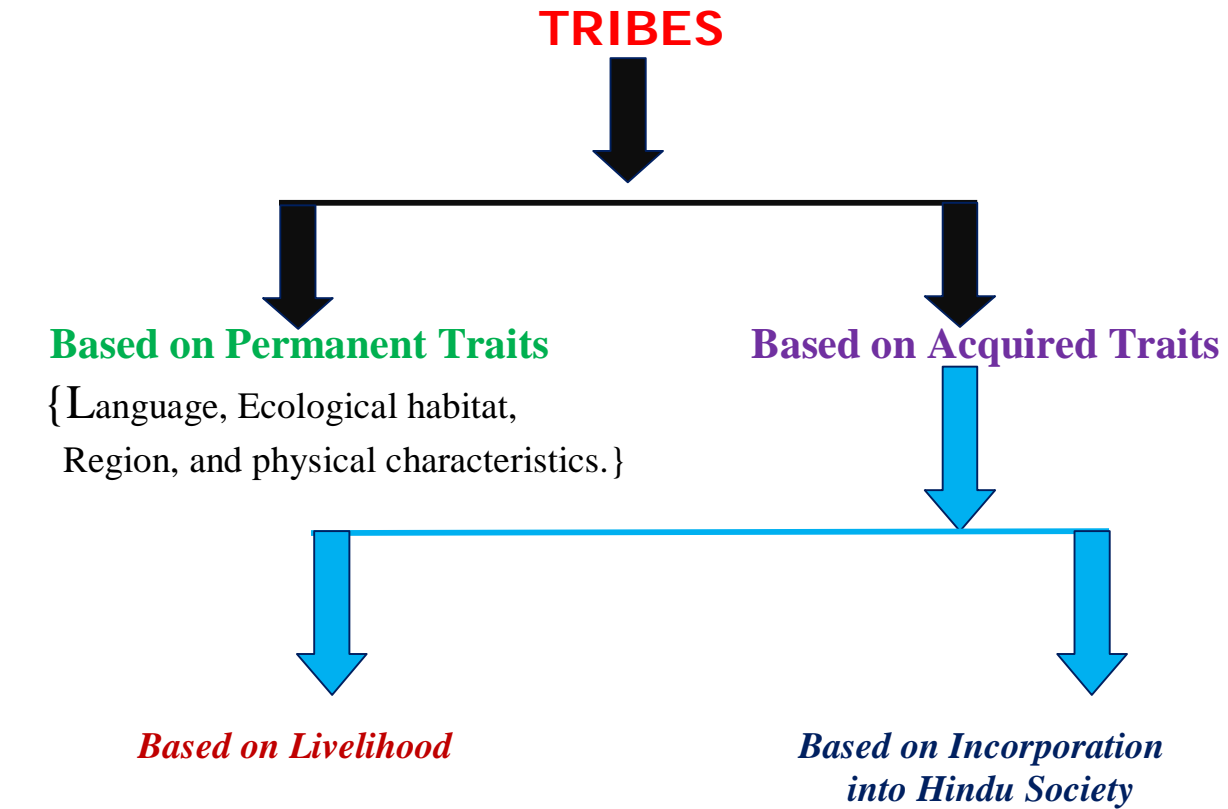 TRIBES
Based on Permanent Traits
Based on Acquired Traits
{Language, Ecological habitat,
Region, and physical characteristics.}
Based on Livelihood
Based on Incorporation
into Hindu Society